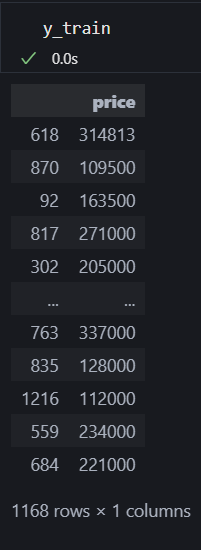 y_train
0.0s
price
618 314813
870 109500
92 163500
817 271000
302 205000
... ...
763 337000
835 128000
1216 112000
559 234000
684 221000
1168 rows × 1 columns